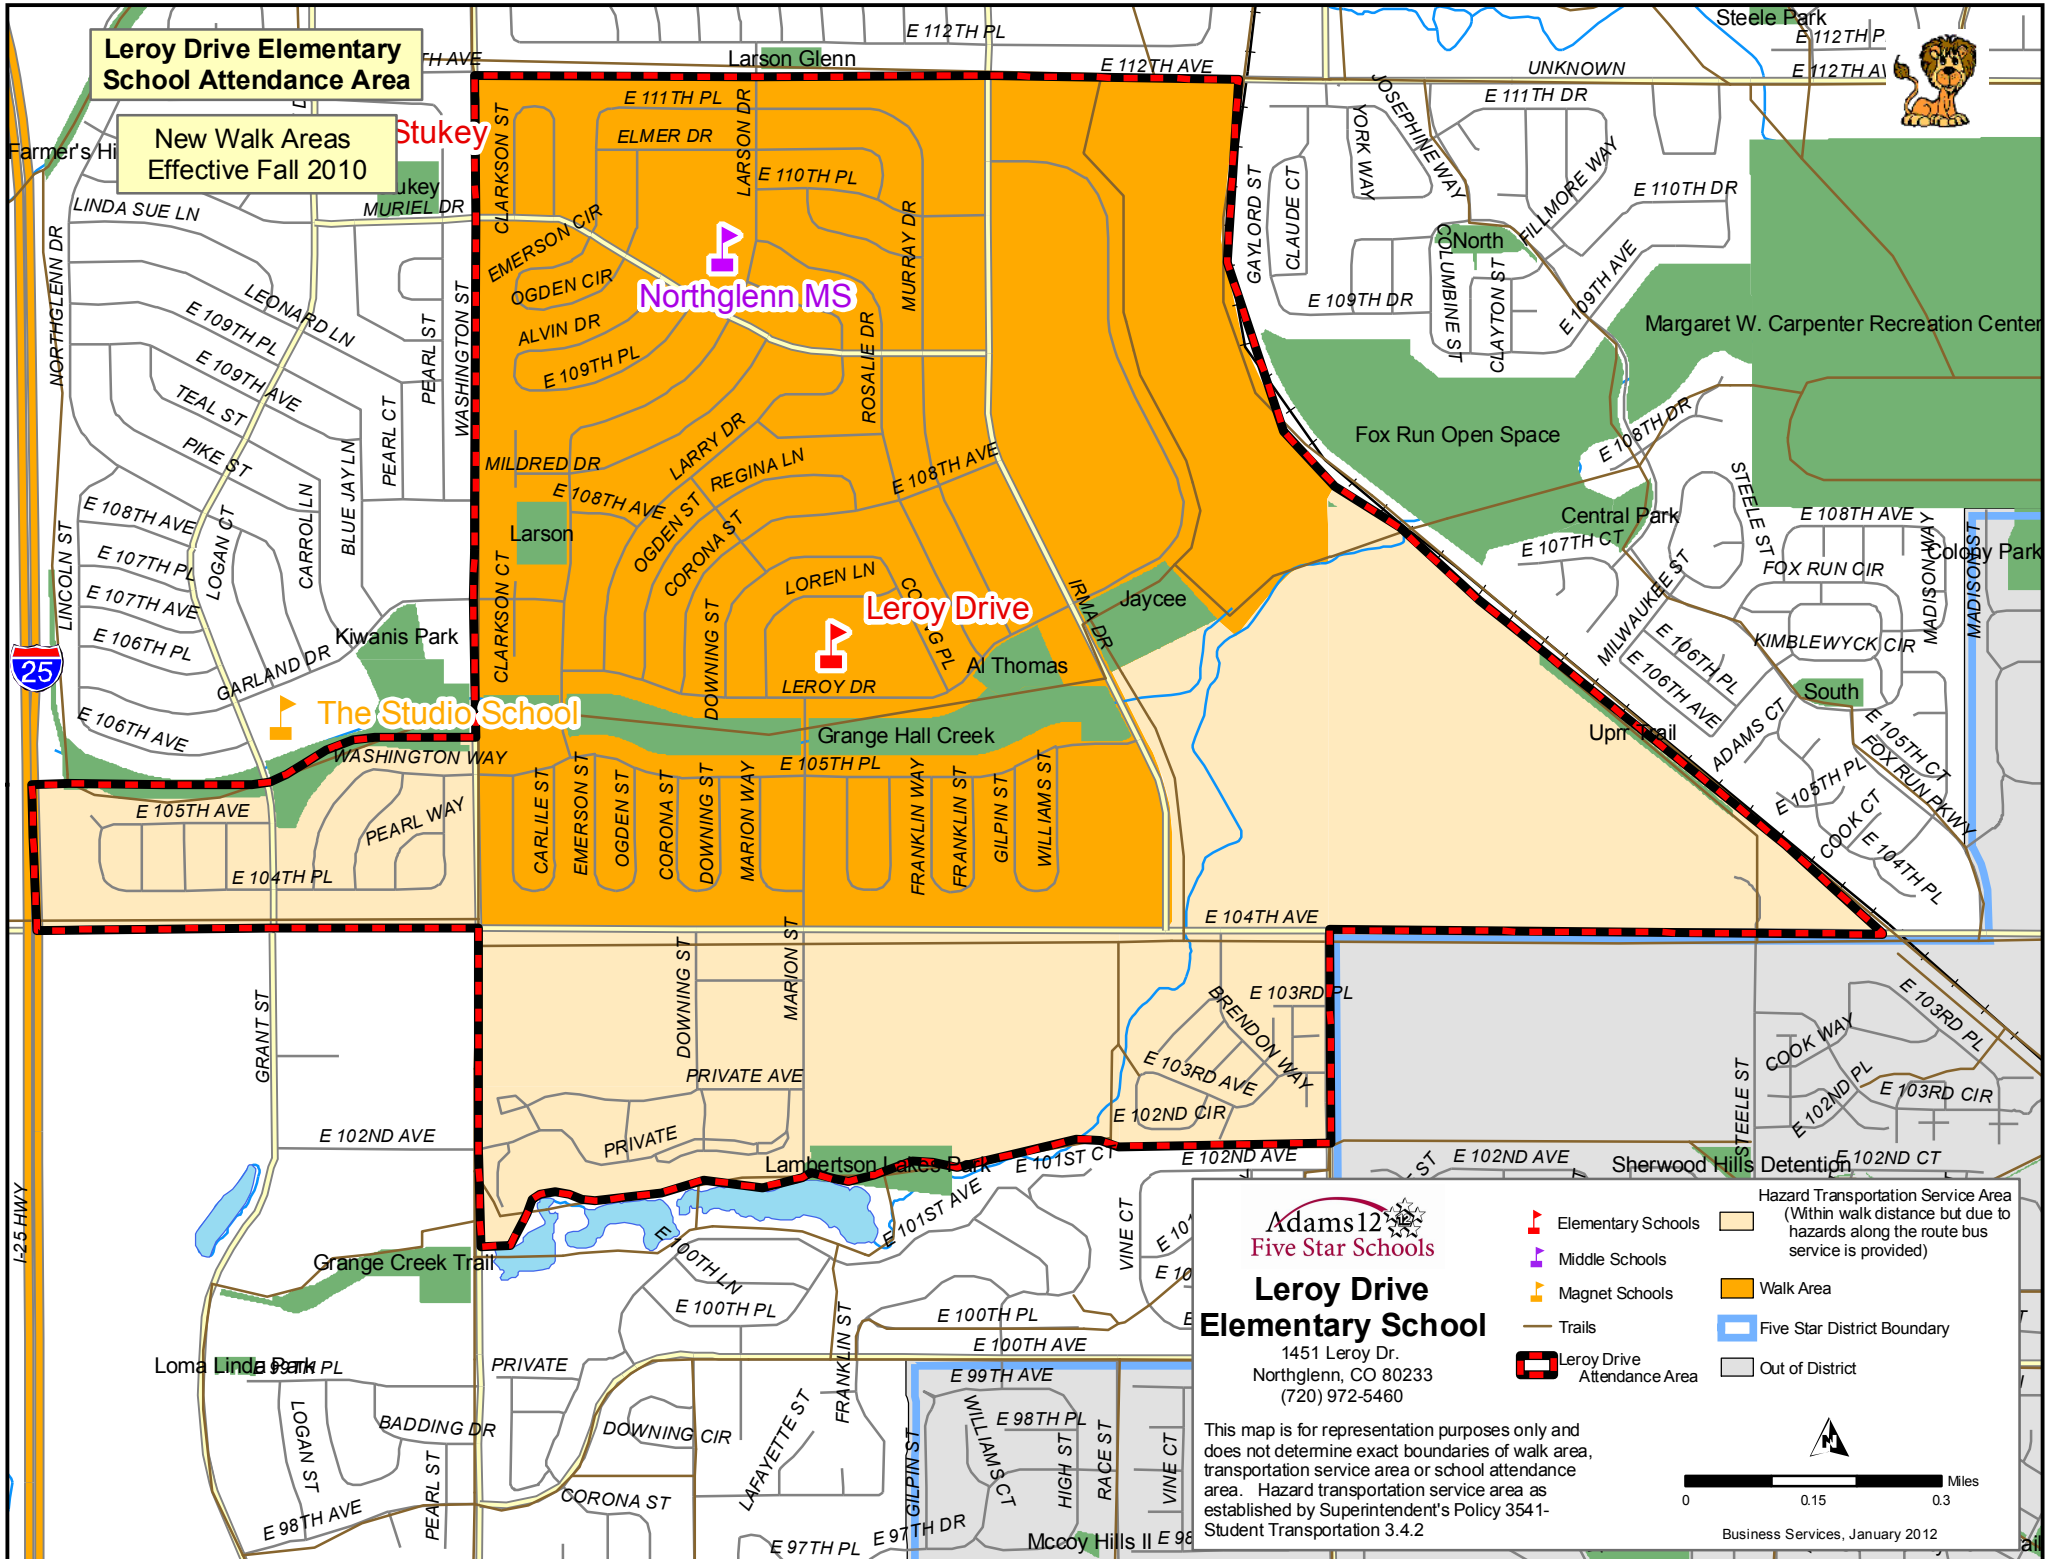 Leroy Drive Elementary
School Attendance Area
New Walk Areas
Effective Fall 2010
Stukey
Farmer's Hi
ukey
MURIEL DR
LINDA SUE LN
TH AVE
Larson Glenn
E 112TH PL
E 112TH AVE
UNKNOWN
Steele Park
E 112TH P
E 112TH AV
E 111TH PL
ELMER DR
LARSON DR
E 110TH PL
CLARKSON ST
EMERSON CIR
OGDEN CIR
ALVIN DR
E 109TH PL
Northglenn MS
MURRAY DR
ROSALIE DR
GAYLORD ST
CLAUDE CT
YORK WAY
JOSEPHINE WAY
E 111TH DR
FILLMORE WAY
E 110TH DR
North
COLUMBINE ST
CLAYTON ST
E 109TH AVE
E 109TH DR
Margaret W. Carpenter Recreation Center
Fox Run Open Space
E 108TH DR
Central Park
E 107TH CT
STEELE ST
E 108TH AVE
MADISON WAY
MADISON ST
Colony Park
FOX RUN CIR
KIMBLEWYCK CIR
MILWAUKEE ST
E 106TH PL
E 106TH AVE
South
ADAMS CT
E 105TH CT
FOX RUN PKWY
E 105TH PL
COOK CT
E 104TH PL
Uprr Trail
NORTHGLENN DR
LEONARD LN
E 109TH PL
E 109TH AVE
TEAL ST
PIKE ST
PEARL ST
WASHINGTON ST
PEARL CT
BLUE JAY LN
CARROL LN
LOGAN CT
E 108TH AVE
E 107TH PL
E 107TH AVE
E 106TH PL
E 106TH AVE
LINCOLN ST
25
Kiwanis Park
GARLAND DR
The Studio School
WASHINGTON WAY
MILDRED DR
E 108TH AVE
LARRY DR
REGINA LN
OGDEN ST
CORONA ST
E 108TH AVE
Larson
CLARKSON CT
LOREN LN
DOWNING ST
Leroy Drive
LEROY DR
IRMA DR
Jaycee
Al Thomas
Grange Hall Creek
E 105TH PL
E 105TH AVE
PEARL WAY
E 104TH PL
CARLILE ST
EMERSON ST
OGDEN ST
CORONA ST
DOWNING ST
MARION WAY
FRANKLIN WAY
FRANKLIN ST
GILPIN ST
WILLIAMS ST
E 104TH AVE
GRANT ST
DOWNING ST
MARION ST
PRIVATE AVE
PRIVATE
E 103RD PL
BRENDON WAY
E 103RD AVE
E 102ND CIR
E 102ND AVE
Lambertson Lakes Park
E 101ST CT
E 102ND AVE
E 101ST AVE
STEELE ST
COOK WAY
E 103RD PL
E 102ND PL
E 103RD CIR
ST
E 102ND AVE
Sherwood Hills Detention
E 102ND CT
I-25 HWY
Grange Creek Trail
E 100TH LN
E 100TH PL
FRANKLIN ST
E 100TH PL
E 100TH AVE
VINE CT
E 101
E 10
E
Loma Linda Park
E 99TH PL
PRIVATE
LOGAN ST
BADDING DR
PEARL ST
E 98TH AVE
DOWNING CIR
CORONA ST
LAFAYETTE ST
E 97TH PL
E 97TH DR
GILPIN ST
E 99TH AVE
WILLIAMS CT
E 98TH PL
HIGH ST
RACE ST
VINE CT
Mccoy Hills II
E 98
Adams12
Five Star Schools
Leroy Drive
Elementary School
1451 Leroy Dr.
Northglenn, CO 80233
(720) 972-5460
This map is for representation purposes only and
does not determine exact boundaries of walk area,
transportation service area or school attendance
area. Hazard transportation service area as
established by Superintendent's Policy 3541-
Student Transportation 3.4.2
Elementary Schools
Middle Schools
Magnet Schools
Trails
Leroy Drive
Attendance Area
Hazard Transportation Service Area
(Within walk distance but due to
hazards along the route bus
service is provided)
Walk Area
Five Star District Boundary
Out of District
N
Miles
0
0.15
0.3
Business Services, January 2012
ail